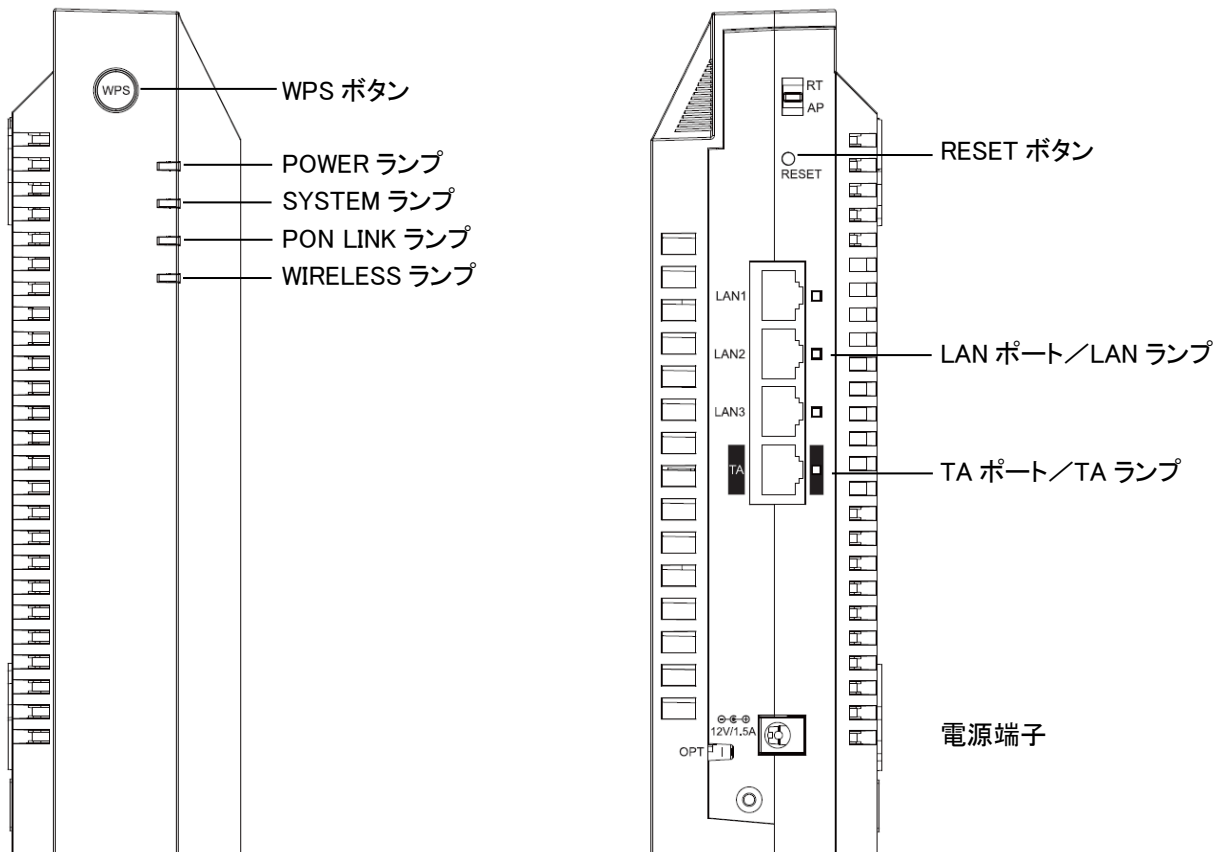 WPS
WPS ボタン
POWER ランプ
SYSTEM ランプ
PON LINK ランプ
WIRELESS ランプ
RT
AP
RESET
RESET ボタン
LAN1
LAN2
LAN ポート／LAN ランプ
LAN3
TA
TA ポート／TA ランプ
12V/1.5A
OPT
電源端子